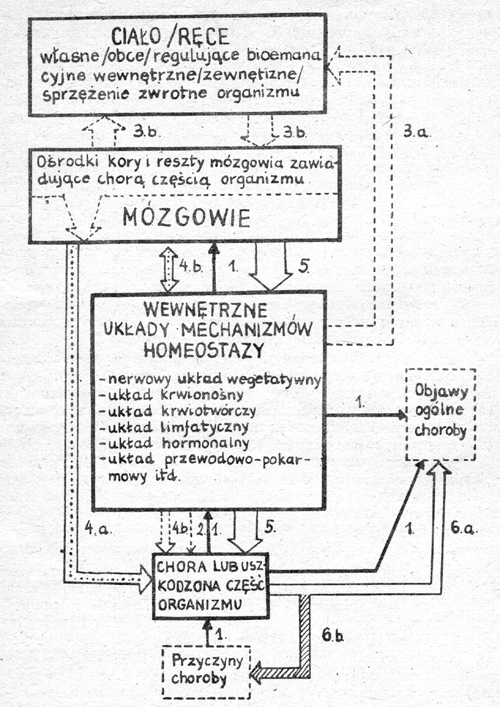 CIAŁO/RĘCE
własne/obce/regulujące bioemana
cyjne wewnętrzne/zewnętizne/
sprzężenie zwrotne organizmu
3.b.
3.b.
3.a.
Ośrodki kory i reszty mózgowia zawia-
dujące chorą częścią organizmu
MÓZGOWIE
4.b.
1.
5.
WEWNĘTRZNE
UKŁADY MECHANIZMÓW
HOMEOSTAZY
-nerwowy układ wegetatywny
-układ krwionośny
-układ krwiotwórczy
-układ limfatyczny
-układ hormonalny
-układ przewodowo-pokar-
mowy itd.
1.
Objawy
ogólne
choroby
4.a.
4.b
2.
1.
5.
1.
6.a.
CHORA LUB USZ-
KODZONA CZĘŚĆ
ORGANIZMU
1.
6.b.
Przyczyny
choroby